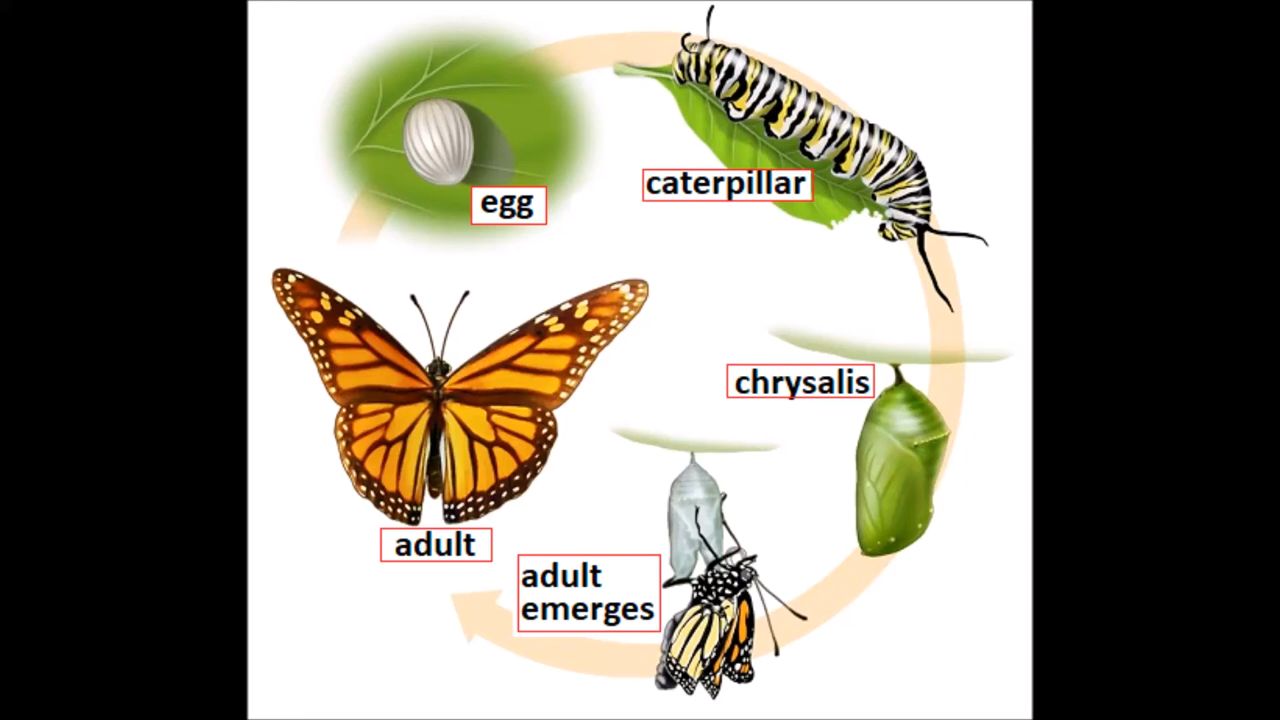 egg
caterpillar
chrysalis
adult
emerges
adult